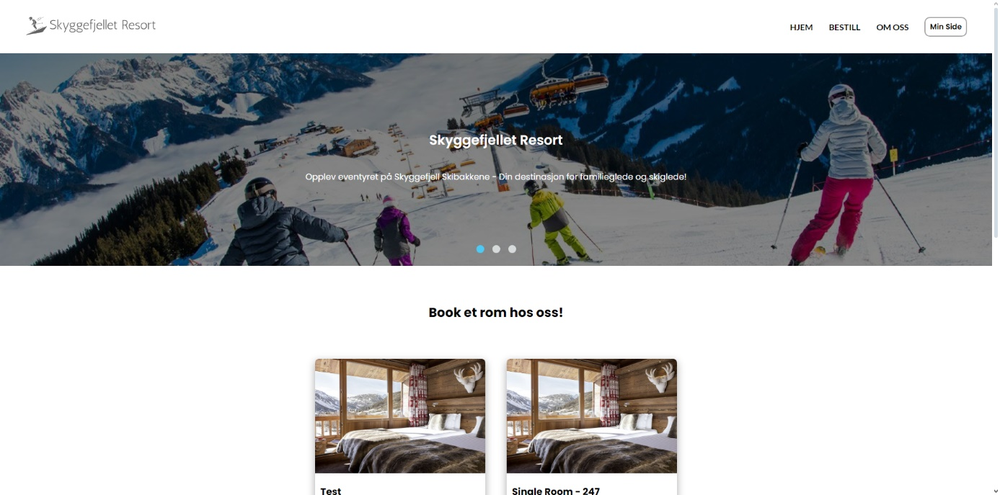 Skyggefjellet Resort
HJEM BESTILL OM OSS Min Side
Skyggefjellet Resort
Opplev eventyret på Skyggefjell Skibakkene - Din destinasjon for familieglede og skiglede!
Book et rom hos oss!
Test
Single Room - 247